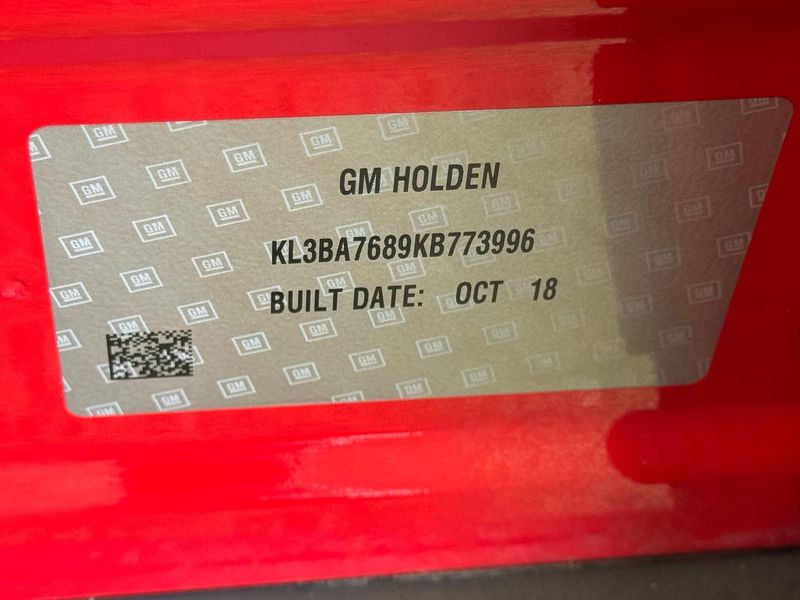 GM HOLDEN
KL3BA7689KB773996
BUILT DATE: OCT 18